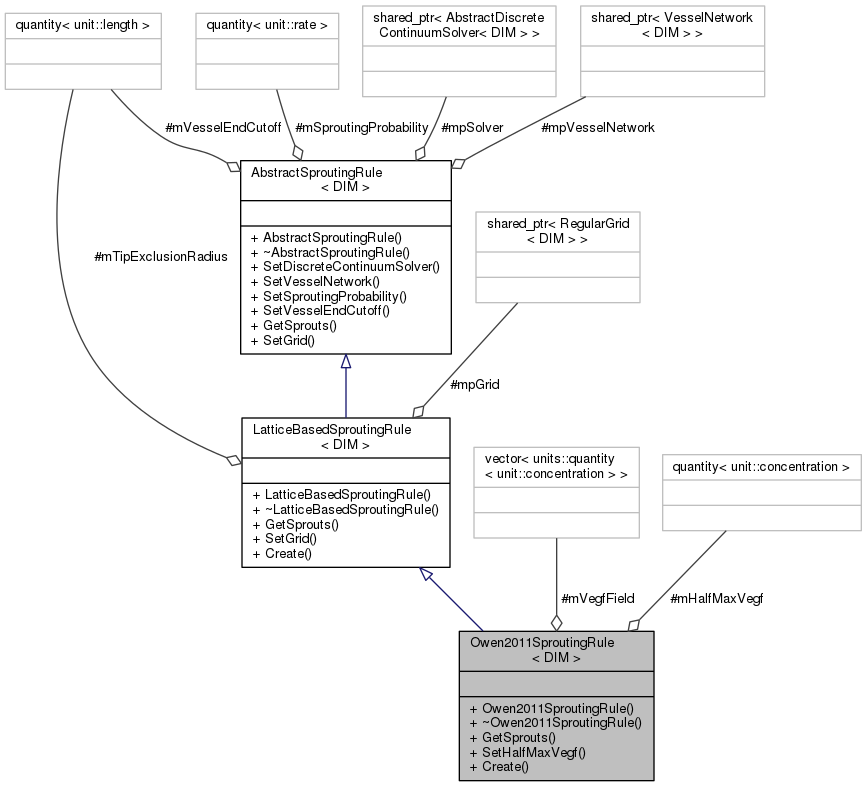 quantity< unit::length >
quantity< unit::rate >
shared_ptr< AbstractDiscrete
ContinuumSolver< DIM > >
shared_ptr< VesselNetwork
< DIM > >
#mVesselEndCutoff
#mSproutingProbability
#mpSolver
#mpVesselNetwork
AbstractSproutingRule
< DIM >
+ AbstractSproutingRule()
+ ~AbstractSproutingRule()
+ SetDiscreteContinuumSolver()
+ SetVesselNetwork()
+ SetSproutingProbability()
+ SetVesselEndCutoff()
+ GetSprouts()
+ SetGrid()
shared_ptr< RegularGrid
< DIM > >
#mTipExclusionRadius
#mpGrid
LatticeBasedSproutingRule
< DIM >
+ LatticeBasedSproutingRule()
+ ~LatticeBasedSproutingRule()
+ GetSprouts()
+ SetGrid()
+ Create()
vector< units::quantity
< unit::concentration > >
quantity< unit::concentration >
#mVegfField
#mHalfMaxVegf
Owen2011SproutingRule
< DIM >
+ Owen2011SproutingRule()
+ ~Owen2011SproutingRule()
+ GetSprouts()
+ SetHalfMaxVegf()
+ Create()